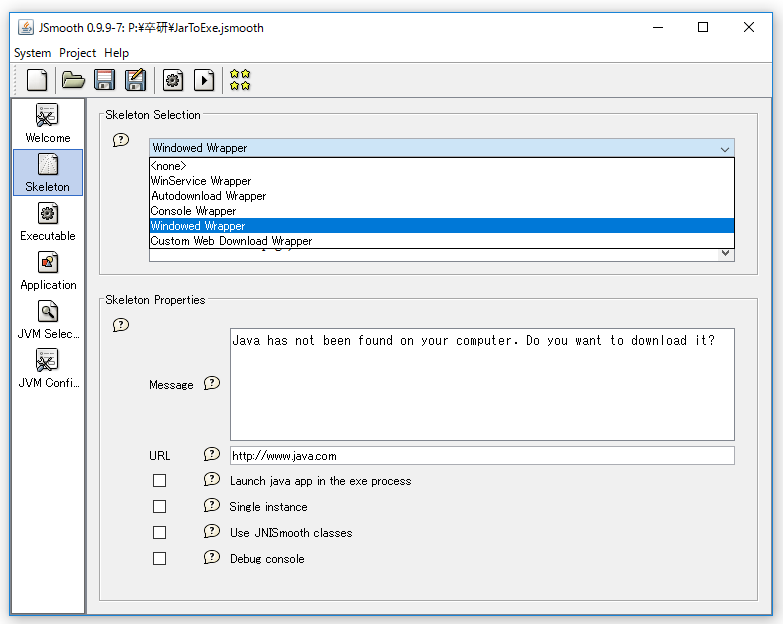 JSmooth 0.9.9-7: P:¥卒研¥JarToExe.jsmooth
System Project Help
Welcome
Skeleton
Executable
Application
JVM Selec...
JVM Confi...
Skeleton Selection
Windowed Wrapper
<none>
WinService Wrapper
Autodownload Wrapper
Console Wrapper
Windowed Wrapper
Custom Web Download Wrapper
Skeleton Properties
Message
Java has not been found on your computer. Do you want to download it?
URL
http://www.java.com
Launch java app in the exe process
Single instance
Use JNISmooth classes
Debug console